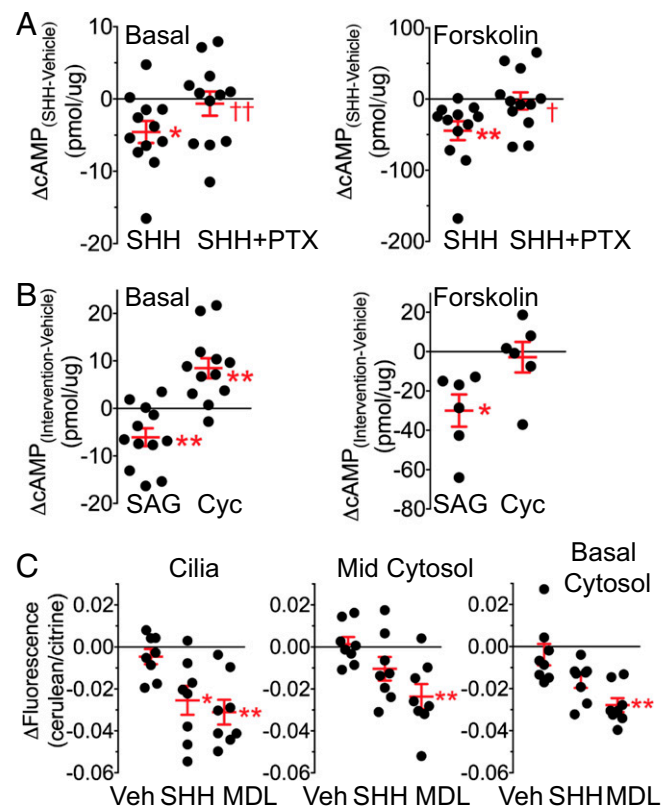 A
Basal
Forskolin
ΔcAMP(SHH-Vehicle)
(pmol/ug)
10
0
-10
-20
*
††
SHH SHH+PTX
ΔcAMP(SHH-Vehicle)
(pmol/ug)
100
0
-100
-200
**
†
SHH SHH+PTX
B
Basal
Forskolin
ΔcAMP(Intervention-Vehicle)
(pmol/ug)
20
10
0
-10
-20
**
**
SAG Cyc
ΔcAMP(Intervention-Vehicle)
(pmol/ug)
20
0
-20
-40
-60
-80
*
SAG Cyc
C
Cilia
Mid Cytosol
Basal
Cytosol
ΔFluorescence
(cerulean/citrine)
0.02
0.00
-0.02
-0.04
-0.06
*
**
Veh SHH MDL
0.02
0.00
-0.02
-0.04
-0.06
**
Veh SHH MDL
0.02
0.00
-0.02
-0.04
-0.06
**
Veh SHH MDL